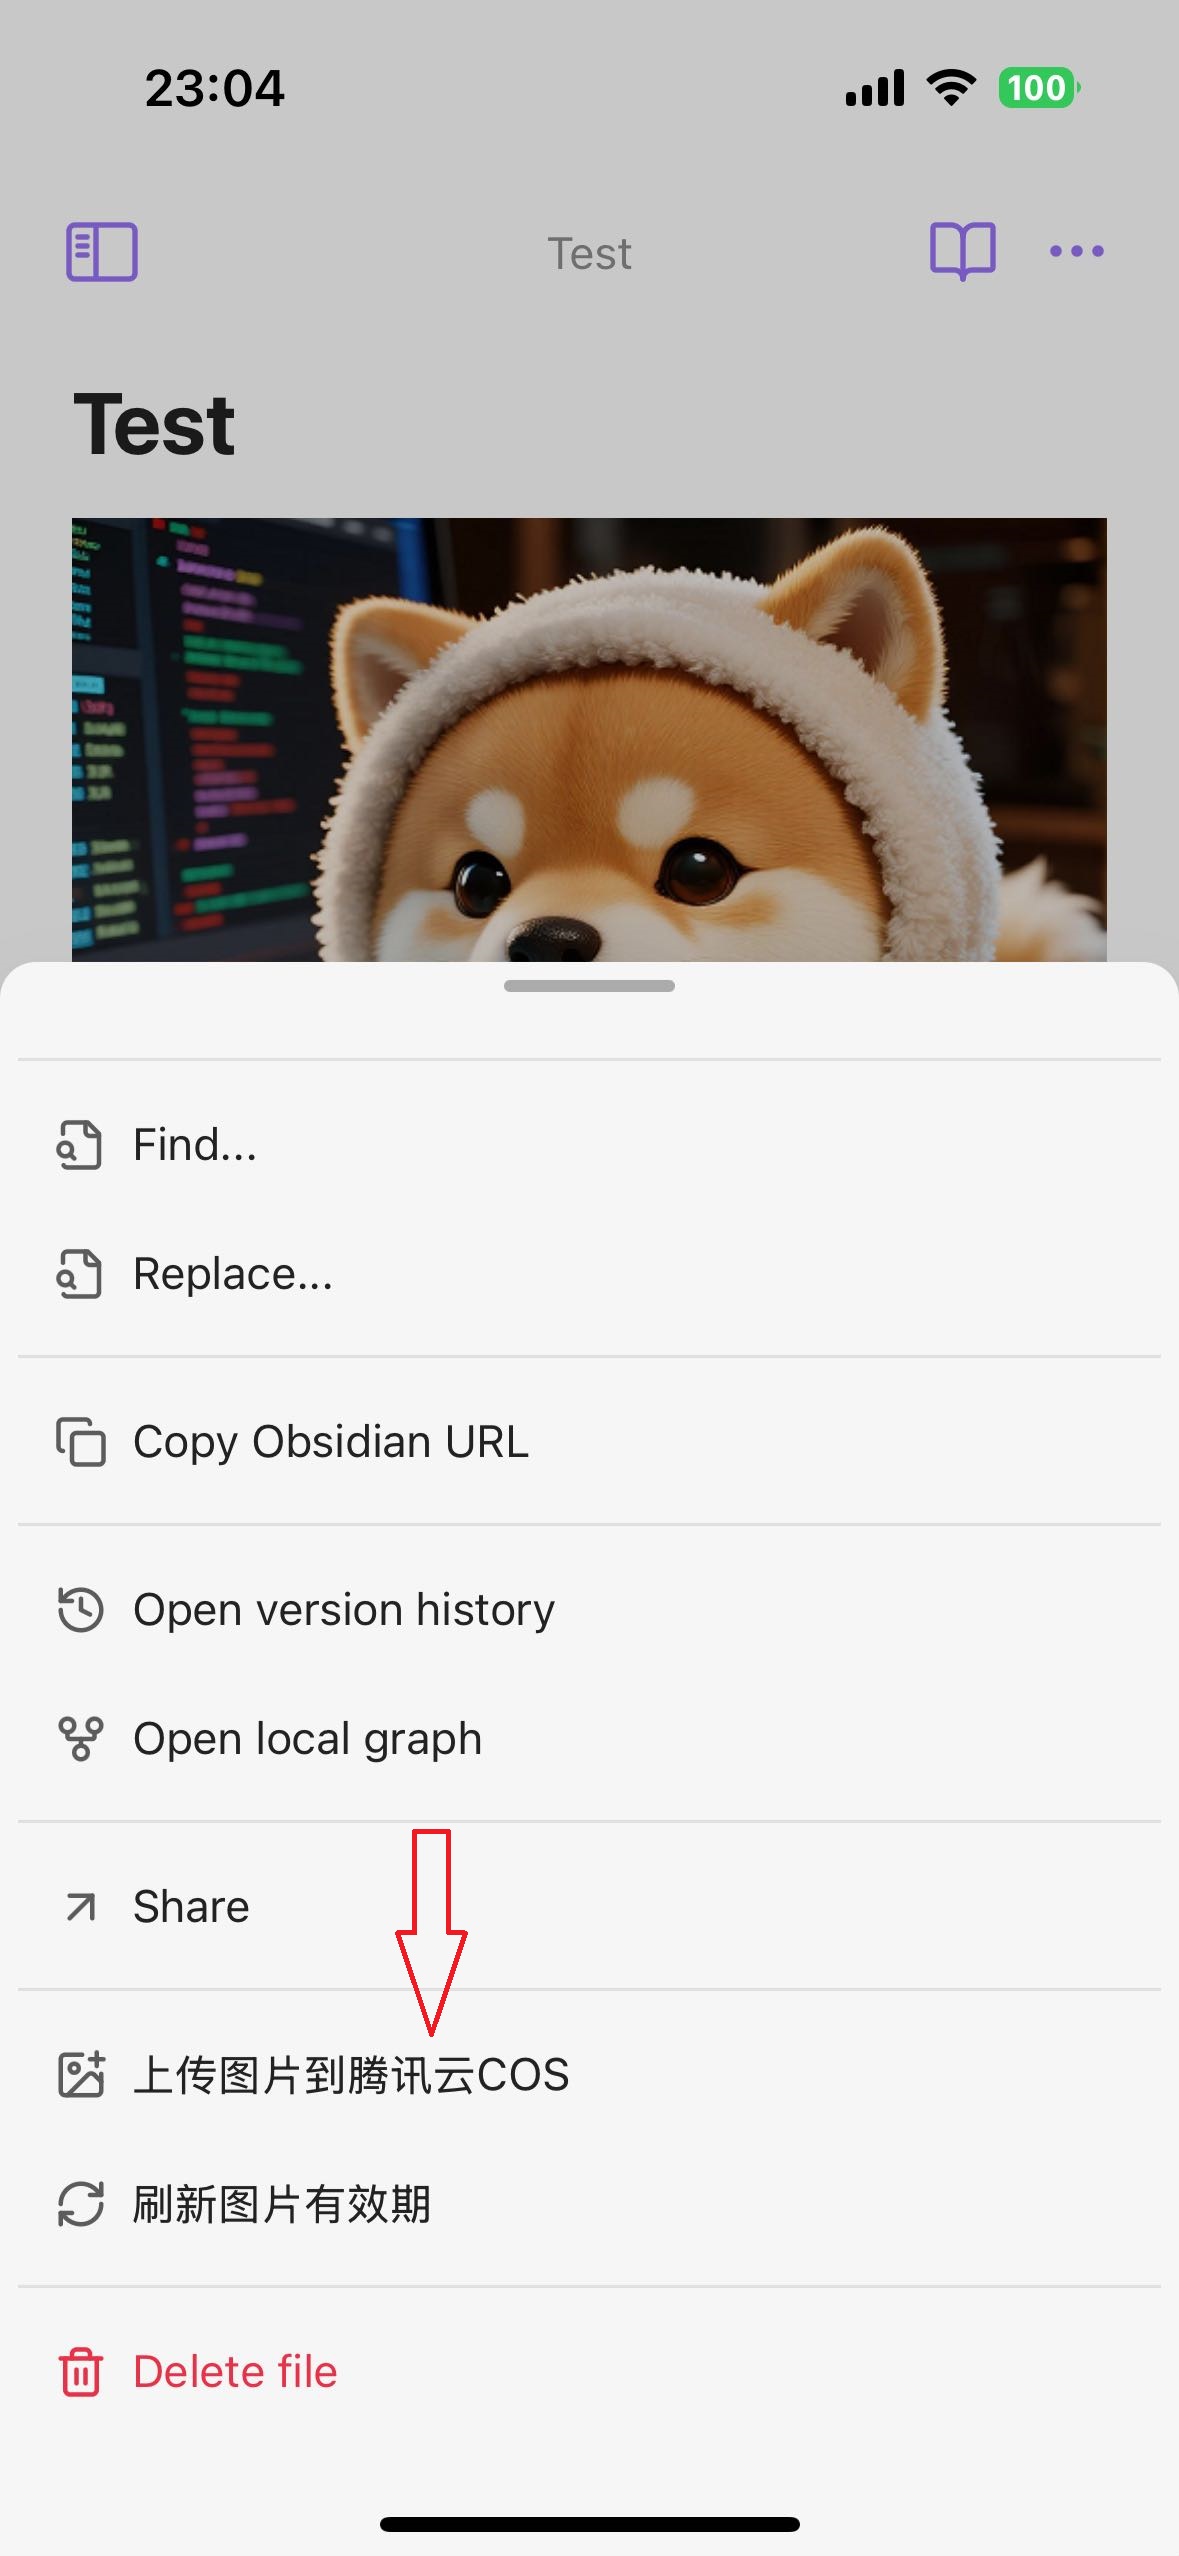 23:04
100
Test
Test
Find...
Replace...
Copy Obsidian URL
Open version history
Open local graph
Share
上传图片到腾讯云COS
刷新图片有效期
Delete file